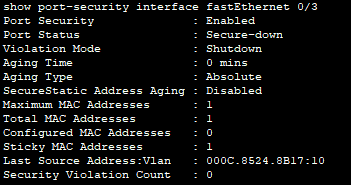 show port-security interface fastEthernet 0/3
Port Security : Enabled
Port Status : Secure-down
Violation Mode : Shutdown
Aging Time : 0 mins
Aging Type : Absolute
SecureStatic Address Aging : Disabled
Maximum MAC Addresses : 1
Total MAC Addresses : 1
Configured MAC Addresses : 0
Sticky MAC Addresses : 1
Last Source Address:Vlan : 000C.8524.8B17:10
Security Violation Count : 0